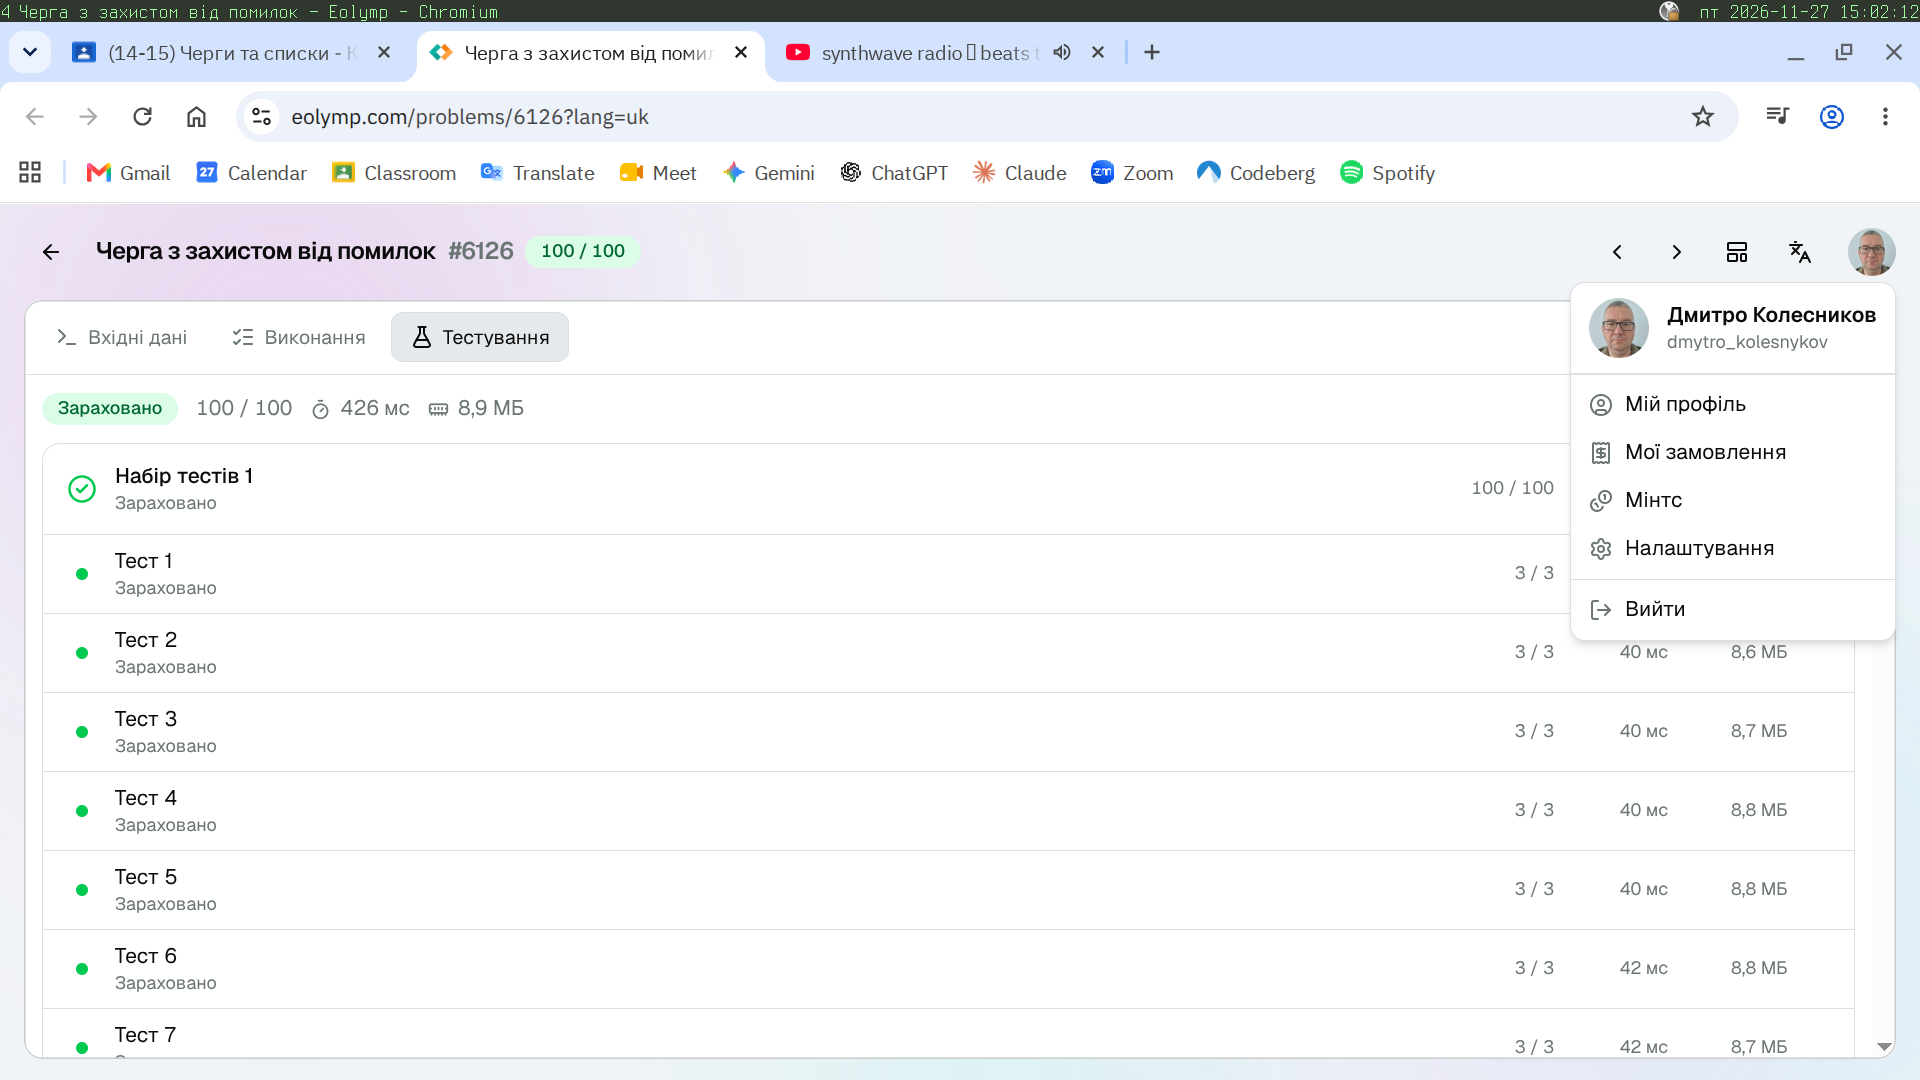 4 Черга з захистом від помилок - Eolymp - Chromium
пт 2026-11-27 15:02:12
(14-15) Черги та списки - К
Черга з захистом від помил
synthwave radio beats t
eolymp.com/problems/6126?lang=uk
Gmail
27 Calendar
Classroom
Translate
Meet
Gemini
ChatGPT
Claude
zm Zoom
Codeberg
Spotify
Черга з захистом від помилок #6126 100 / 100
Вхідні дані
Виконання
Тестування
Дмитро Колесников
dmytro_kolesnykov
Мій профіль
Мої замовлення
Мінтс
Налаштування
Вийти
Зараховано 100 / 100 426 мс 8,9 МБ
Набір тестів 1
Зараховано
100 / 100
Тест 1
Зараховано
3 / 3
Тест 2
Зараховано
3 / 3 40 мс 8,6 МБ
Тест 3
Зараховано
3 / 3 40 мс 8,7 МБ
Тест 4
Зараховано
3 / 3 40 мс 8,8 МБ
Тест 5
Зараховано
3 / 3 40 мс 8,8 МБ
Тест 6
Зараховано
3 / 3 42 мс 8,8 МБ
Тест 7
3 / 3 42 мс 8,7 МБ